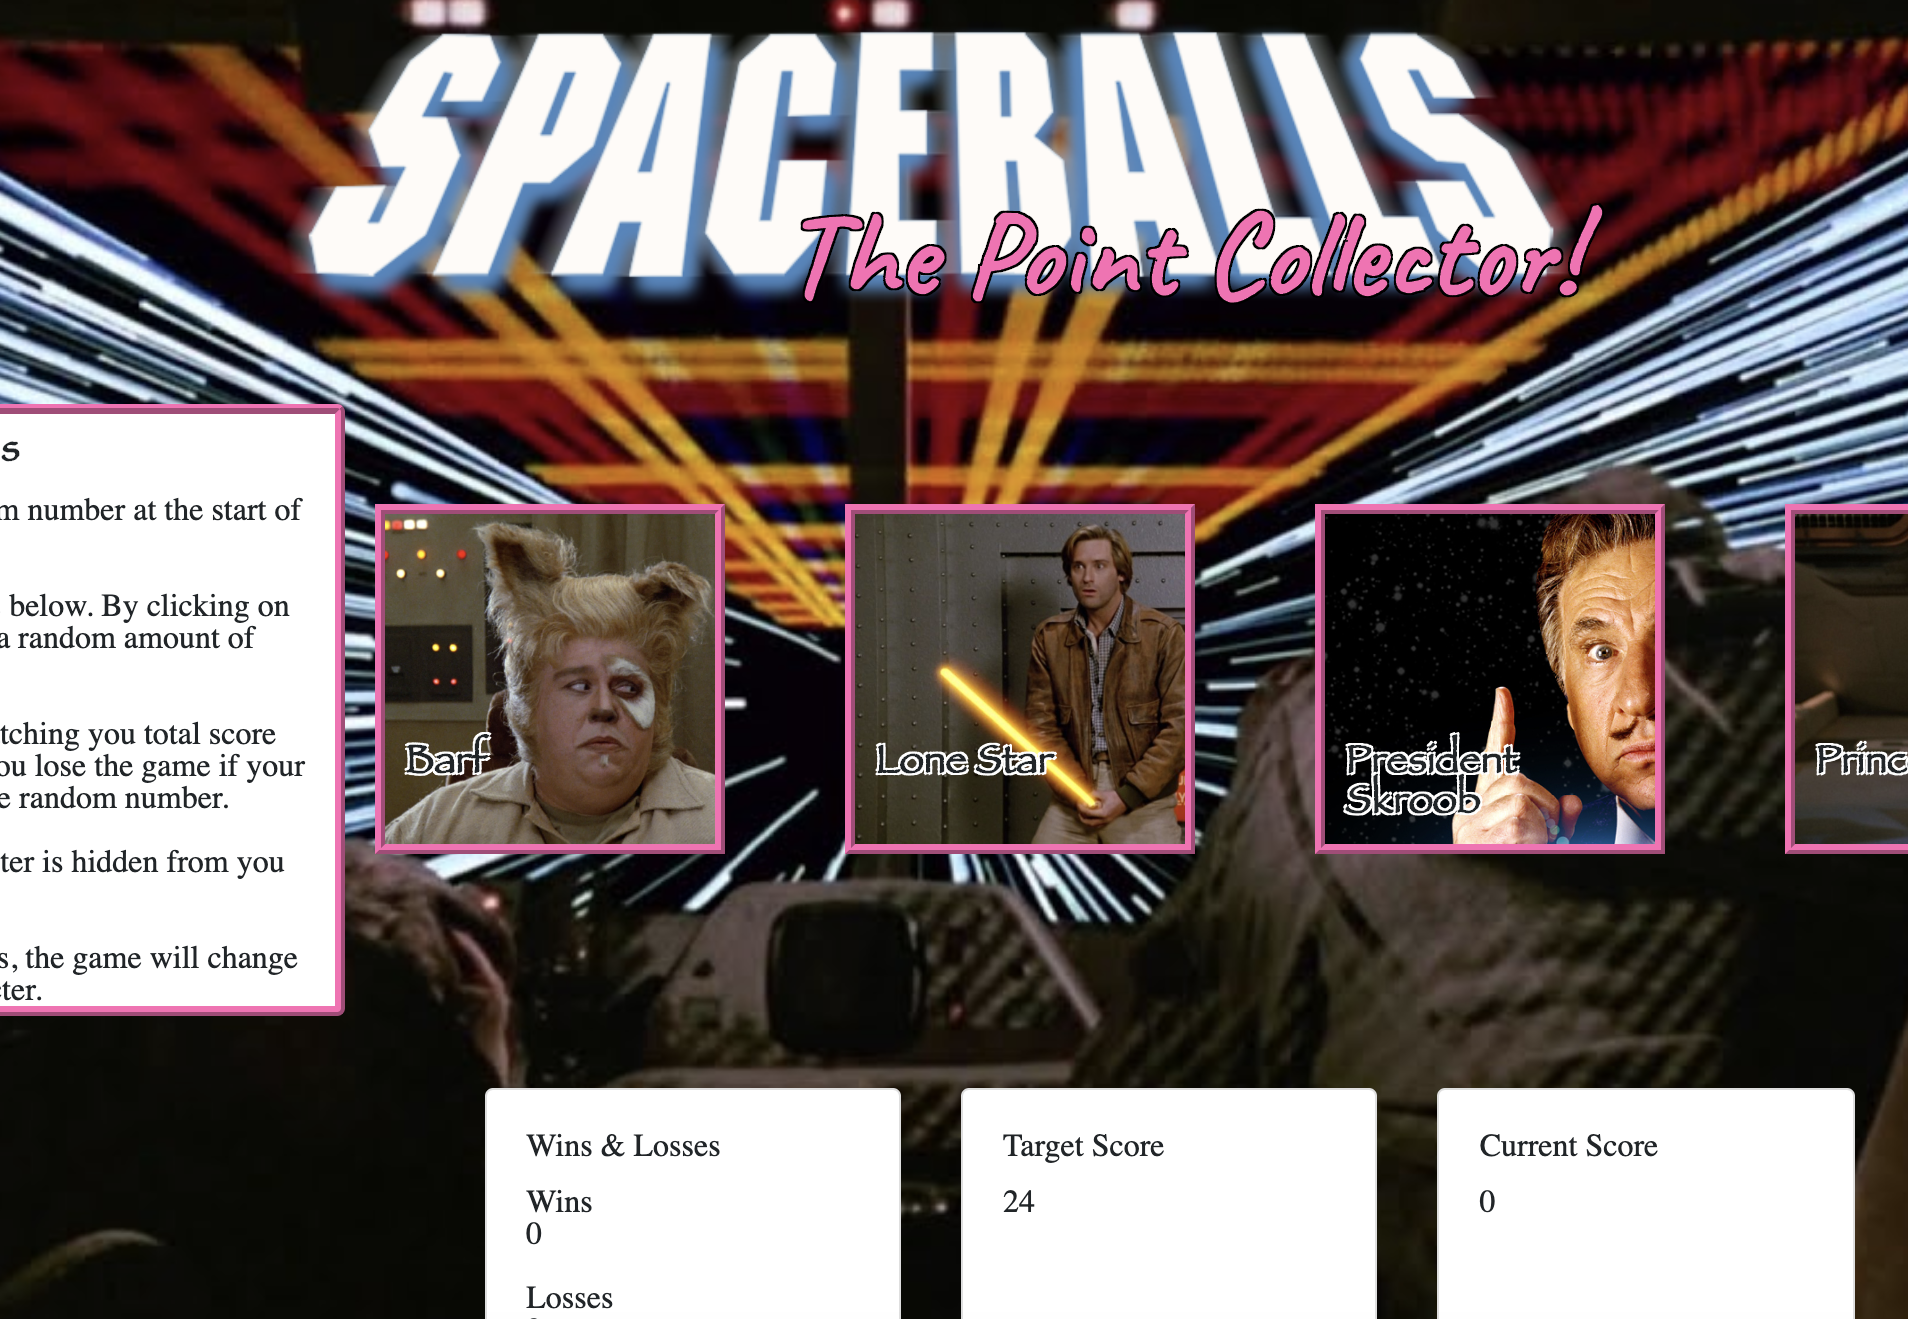 SPACEBALLS
The Point Collector!
s
m number at the start of
below. By clicking on
a random amount of
tching you total score
ou lose the game if your
e random number.
ter is hidden from you
s, the game will change
ter.
Barf
Lone Star
President
Skroob
Princ
Wins & Losses
Wins
0
Losses
Target Score
24
Current Score
0